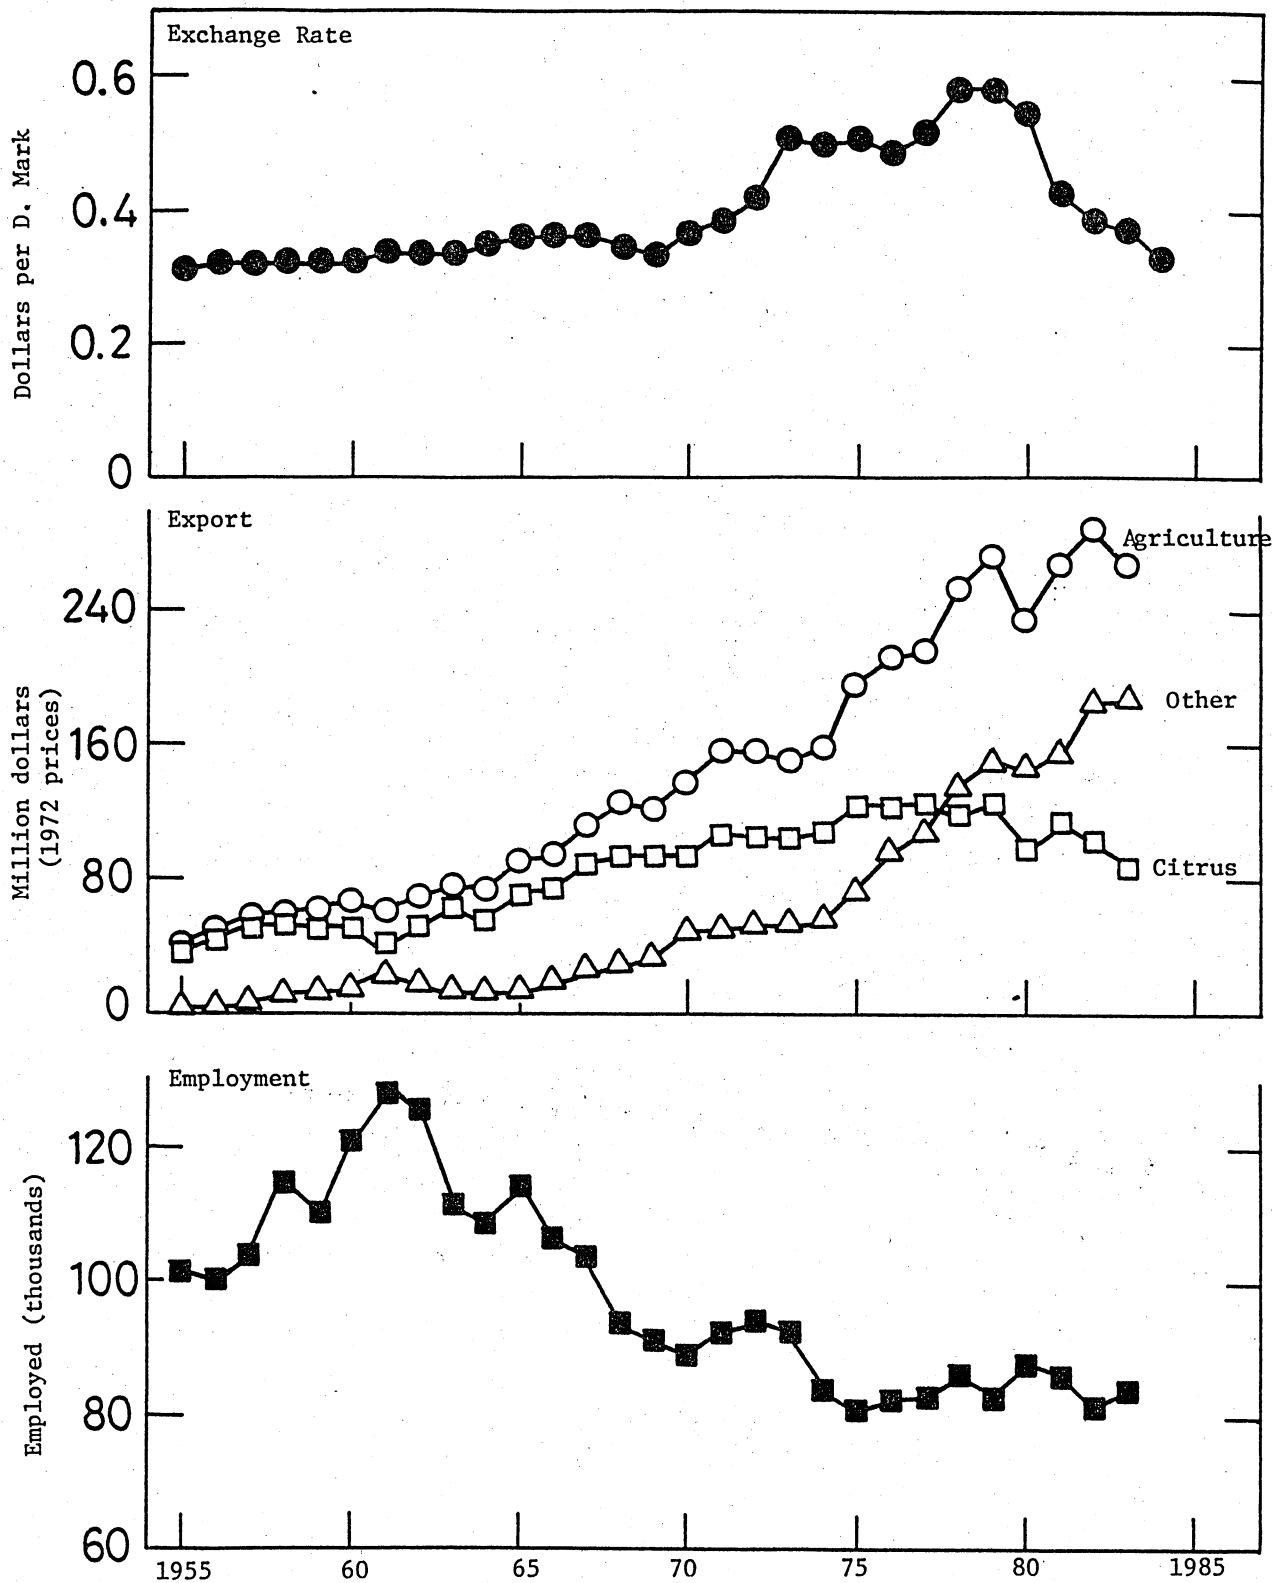 Exchange Rate
0.6
0.4
0.2
0
Dollars per D. Mark
Export
Agriculture
240
Other
160
Citrus
80
0
Million dollars
(1972 prices)
Employment
120
100
80
60
Employed (thousands)
1955 60 65 70 75 80 1985